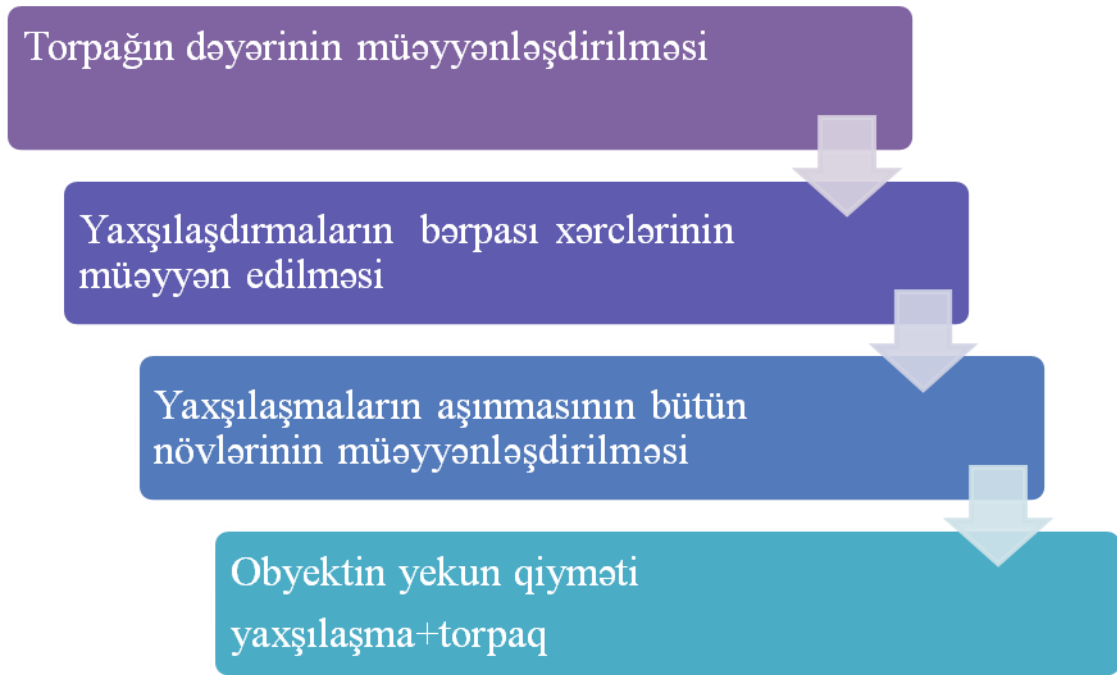 Torpağın dəyərinin müəyyənləşdirilməsi
Yaxşılaşdırmaların bərpası xərclərinin
müəyyən edilməsi
Yaxşılaşmaların aşınmasının bütün
növlərinin müəyyənləşdirilməsi
Obyektin yekun qiyməti
yaxşılaşma+torpaq